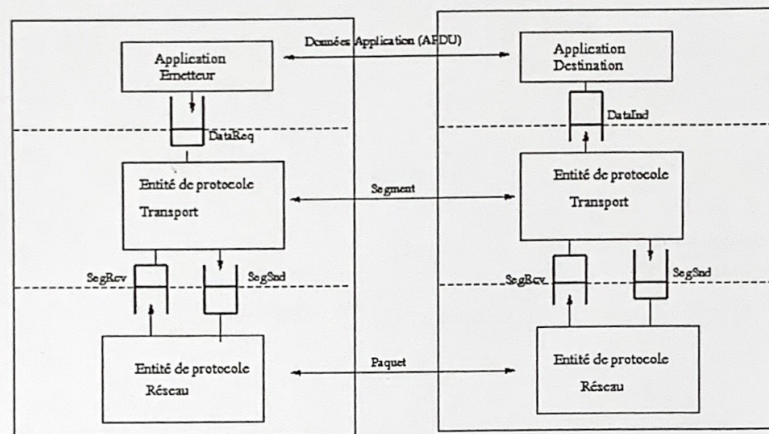 Données Application (APDU)
Application
Emetteur
Application
Destination
DataReq
DataInd
Entité de protocole
Transport
Segment
Entité de protocole
Transport
SegRcv
SegSnd
SegRcv
SegSnd
Entité de protocole
Réseau
Paquet
Entité de protocole
Réseau